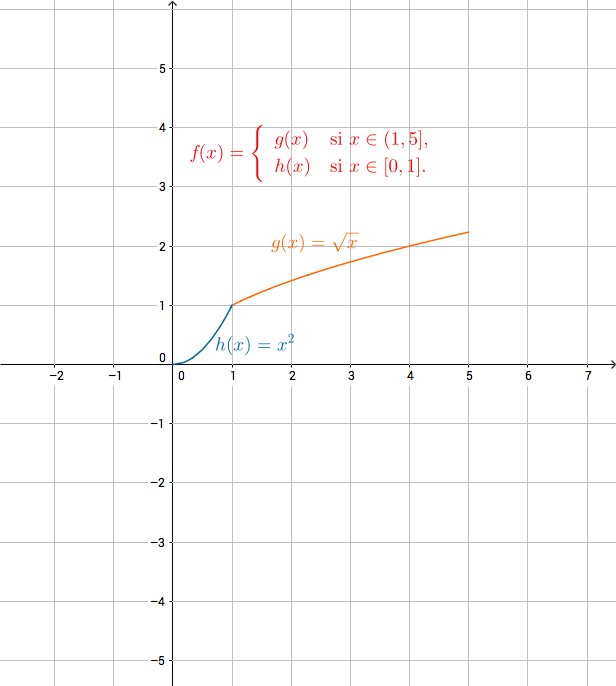 5
4
f(x) = { g(x) si x ∈ (1, 5],
h(x) si x ∈ [0, 1].
3
2
g(x) = √x
1
h(x) = x²
0
−2 −1 0 1 2 3 4 5 6 7
−1
−2
−3
−4
−5